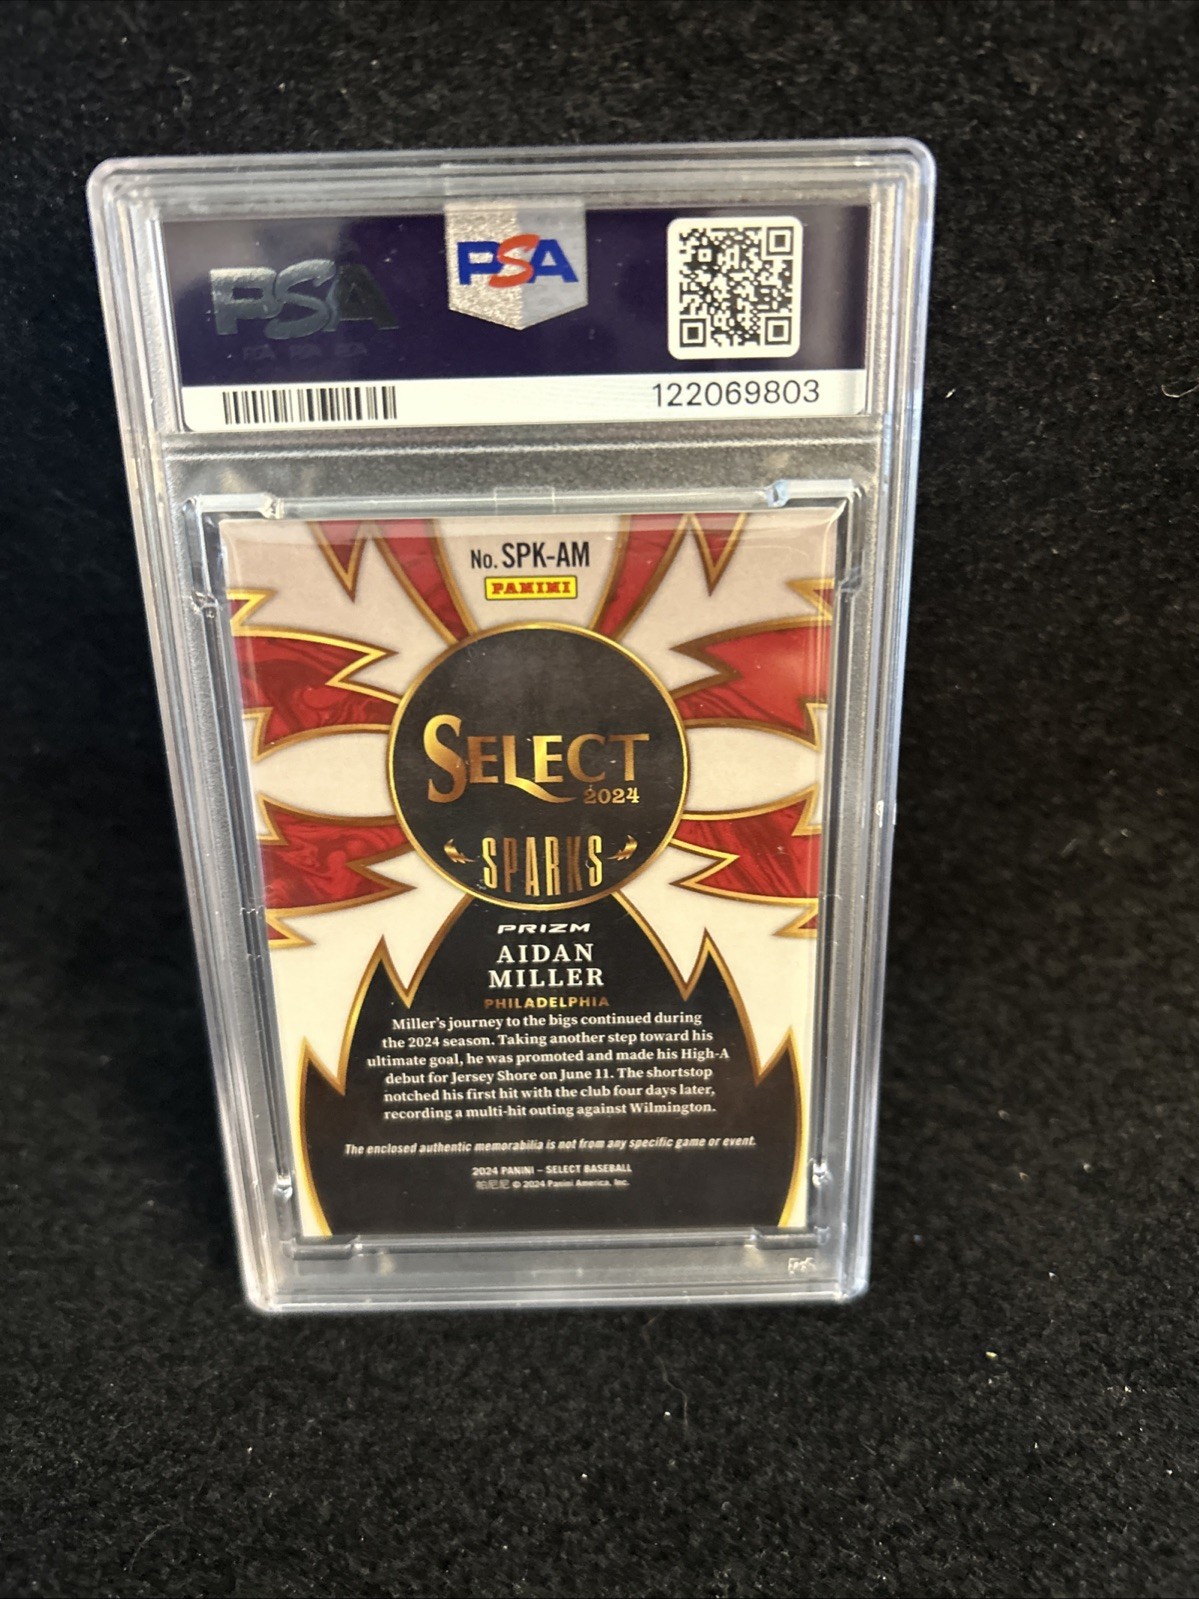 PSA
PSA
PSA PSA PSA
122069803
No. SPK-AM
PANINI
SELECT
2024
SPARKS
PRIZM
AIDAN
MILLER
PHILADELPHIA
Miller's journey to the bigs continued during
the 2024 season. Taking another step toward his
ultimate goal, he was promoted and made his High-A
debut for Jersey Shore on June 11. The shortstop
notched his first hit with the club four days later,
recording a multi-hit outing against Wilmington.
The enclosed authentic memorabilia is not from any specific game or event.
2024 PANINI – SELECT BASEBALL
帕尼尼 © 2024 Panini America, Inc.